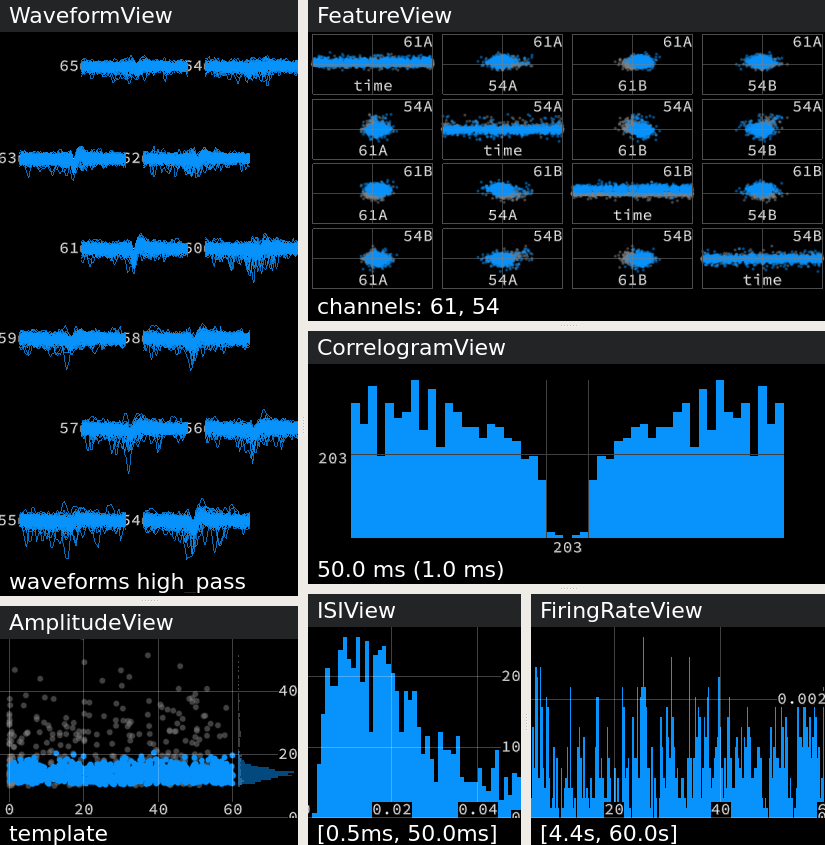 WaveformView
65
64
63
62
61
60
59
58
57
56
55
54
waveforms high_pass
AmplitudeView
40
20
0
0 20 40 60
template
FeatureView
61A 61A 61A 61A
time 54A 61B 54B
54A 54A 54A 54A
61A time 61B 54B
61B 61B 61B 61B
61A 54A time 54B
54B 54B 54B 54B
61A 54A 61B time
channels: 61, 54
CorrelogramView
203
203
50.0 ms (1.0 ms)
ISIView
20
10
0
0.02 0.04
[0.5ms, 50.0ms]
FiringRateView
0.002
20 40
[4.4s, 60.0s]